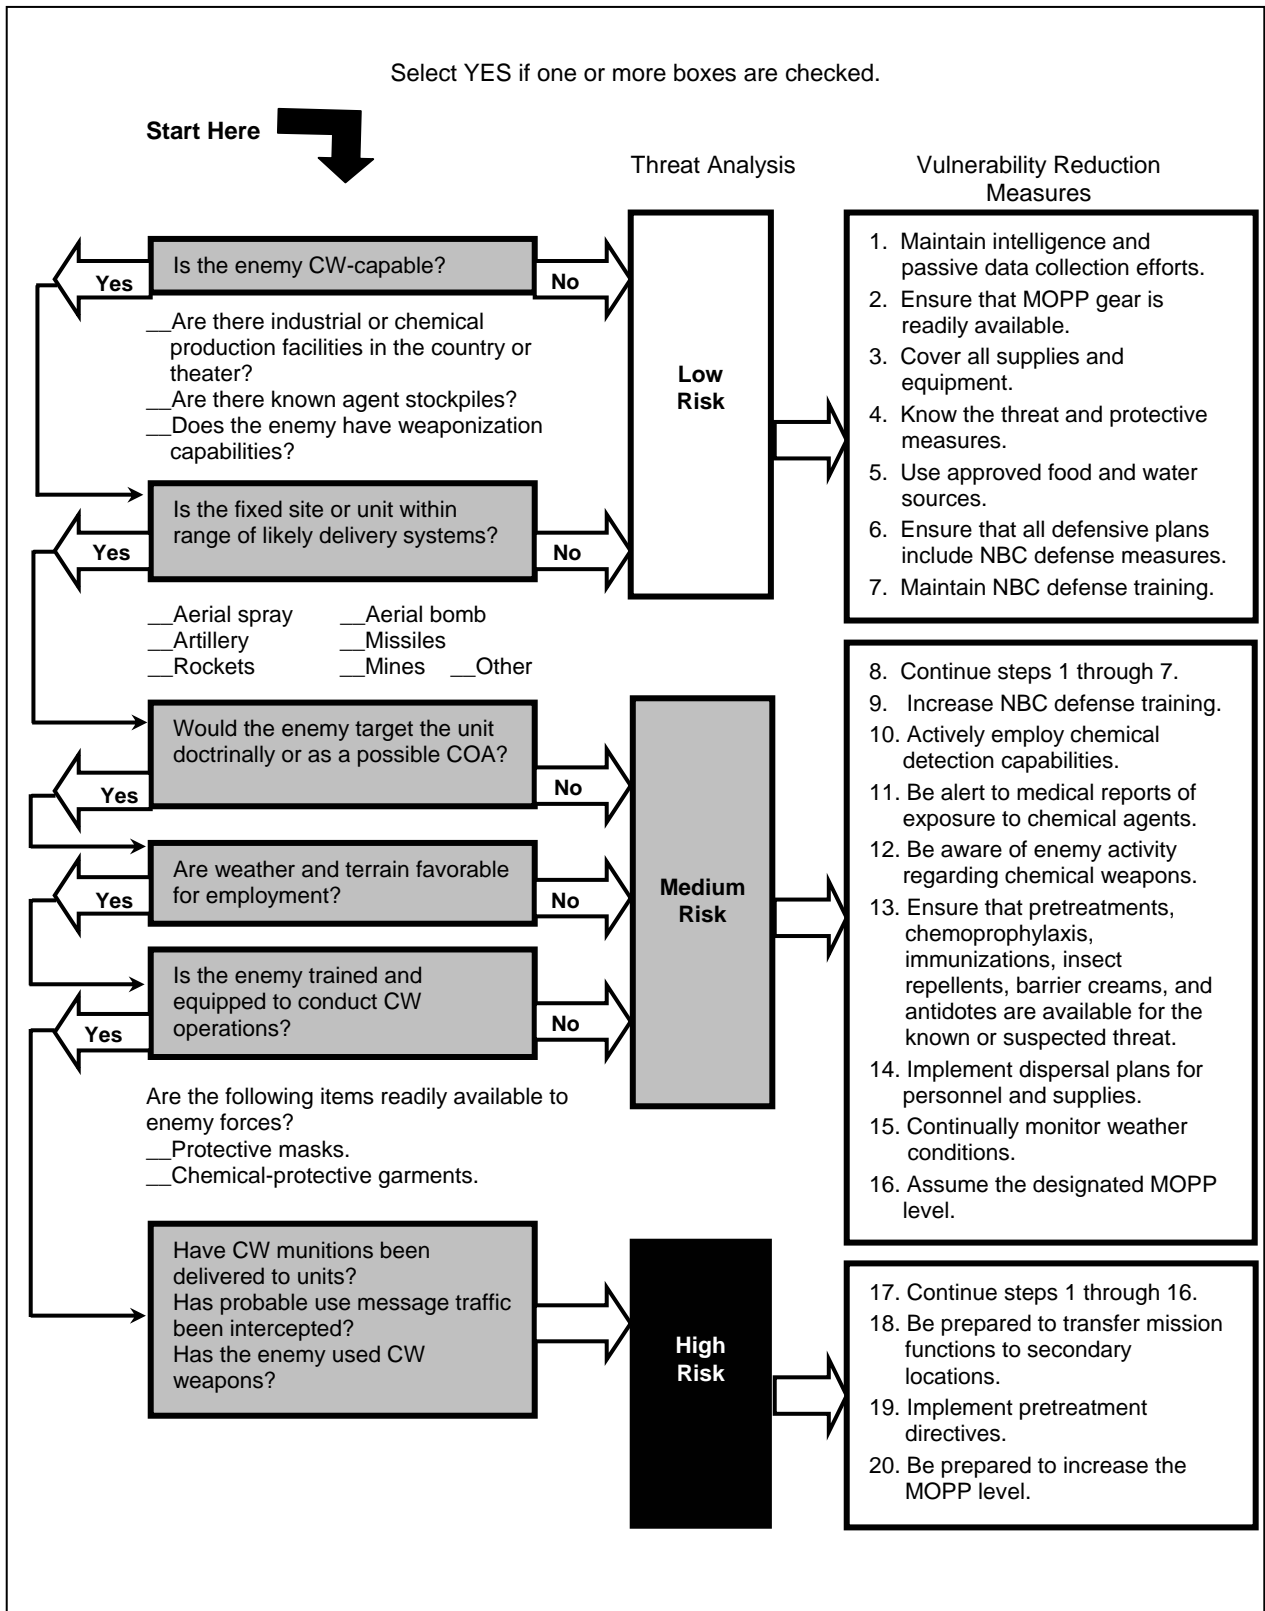 Select YES if one or more boxes are checked.
Start Here
Threat Analysis
Vulnerability Reduction
Measures
Is the enemy CW-capable?
Yes
No
__Are there industrial or chemical
production facilities in the country or
theater?
__Are there known agent stockpiles?
__Does the enemy have weaponization
capabilities?
Is the fixed site or unit within
range of likely delivery systems?
Yes
No
__Aerial spray __Aerial bomb
__Artillery __Missiles
__Rockets __Mines __Other
Low
Risk
1. Maintain intelligence and
passive data collection efforts.
2. Ensure that MOPP gear is
readily available.
3. Cover all supplies and
equipment.
4. Know the threat and protective
measures.
5. Use approved food and water
sources.
6. Ensure that all defensive plans
include NBC defense measures.
7. Maintain NBC defense training.
Would the enemy target the unit
doctrinally or as a possible COA?
Yes
No
Are weather and terrain favorable
for employment?
Yes
No
Is the enemy trained and
equipped to conduct CW
operations?
Yes
No
Are the following items readily available to
enemy forces?
__Protective masks.
__Chemical-protective garments.
Medium
Risk
8. Continue steps 1 through 7.
9. Increase NBC defense training.
10. Actively employ chemical
detection capabilities.
11. Be alert to medical reports of
exposure to chemical agents.
12. Be aware of enemy activity
regarding chemical weapons.
13. Ensure that pretreatments,
chemoprophylaxis,
immunizations, insect
repellents, barrier creams, and
antidotes are available for the
known or suspected threat.
14. Implement dispersal plans for
personnel and supplies.
15. Continually monitor weather
conditions.
16. Assume the designated MOPP
level.
Have CW munitions been
delivered to units?
Has probable use message traffic
been intercepted?
Has the enemy used CW
weapons?
High
Risk
17. Continue steps 1 through 16.
18. Be prepared to transfer mission
functions to secondary
locations.
19. Implement pretreatment
directives.
20. Be prepared to increase the
MOPP level.